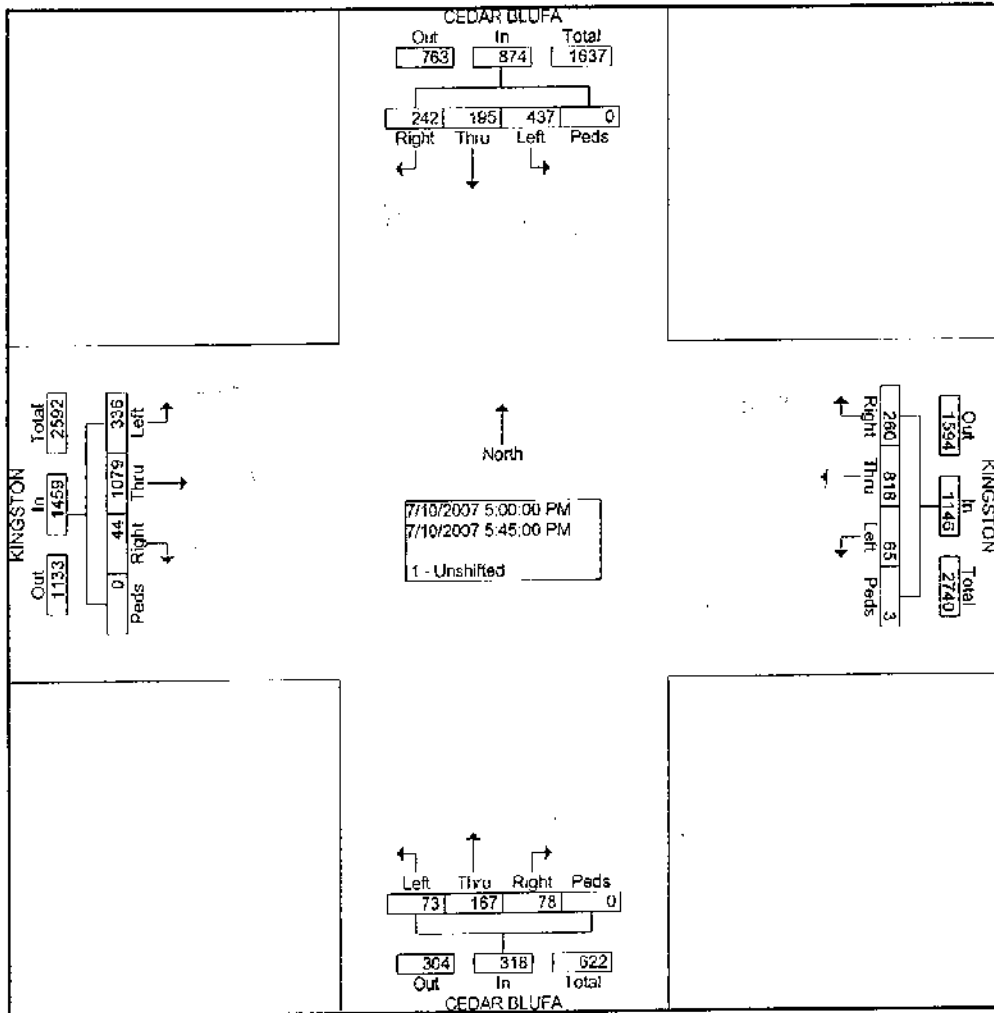 CEDAR BLUFA
Out In Total
763 874 1637
242 195 437 0
Right Thru Left Peds
KINGSTON
Total In Out
2592 1459 1133
336 1079 44 0
Left Thru Right Peds
North
7/10/2007 5:00:00 PM
7/10/2007 5:45:00 PM
1 - Unshifted
KINGSTON
Out In Total
1594 1146 2740
260 818 65 3
Right Thru Left Peds
Left Thru Right Peds
73 167 78 0
304 318 622
Out In Total
CEDAR BLUFA